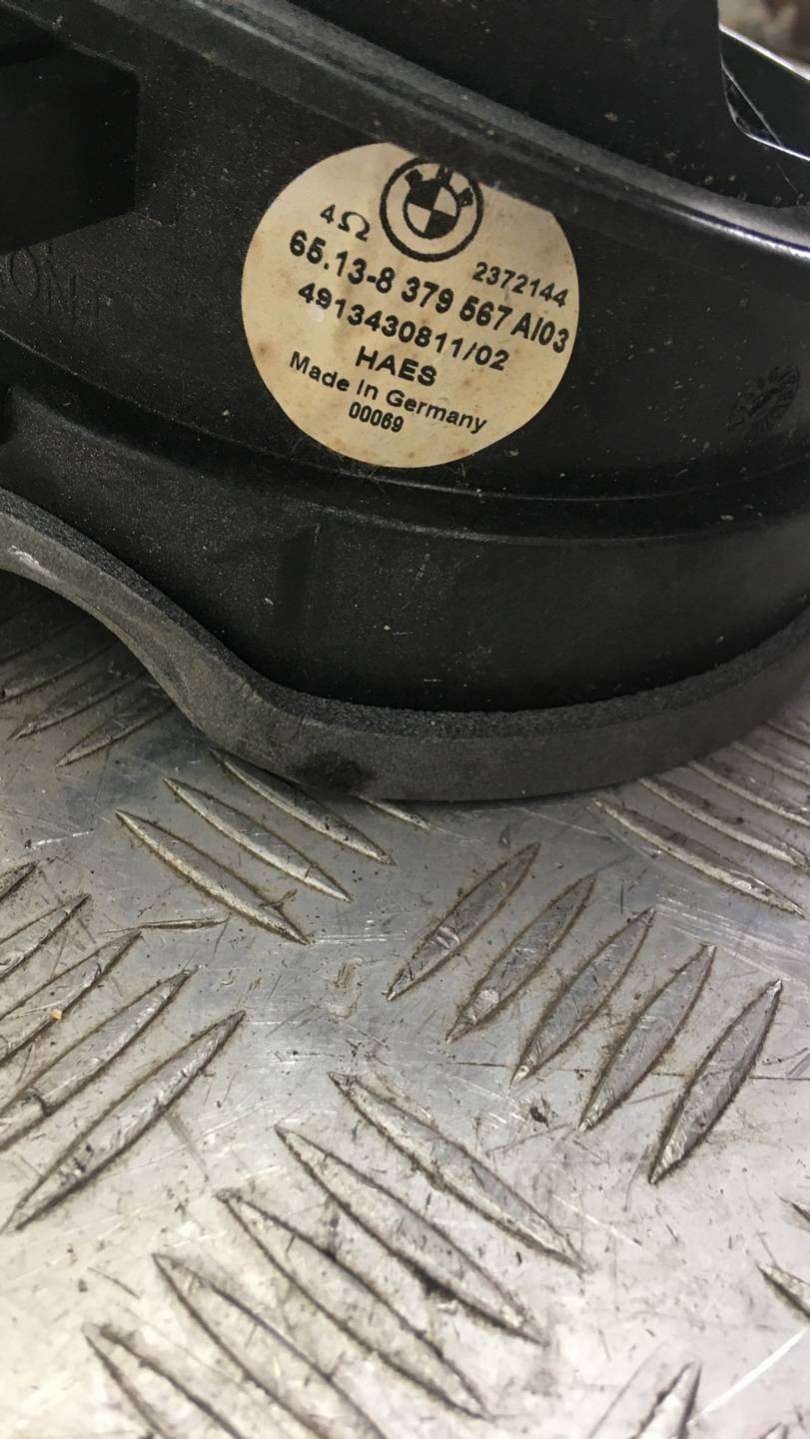 4Ω
2372144
65.13-8 379 567 AI03
4913430811/02
HAES
Made in Germany
00069